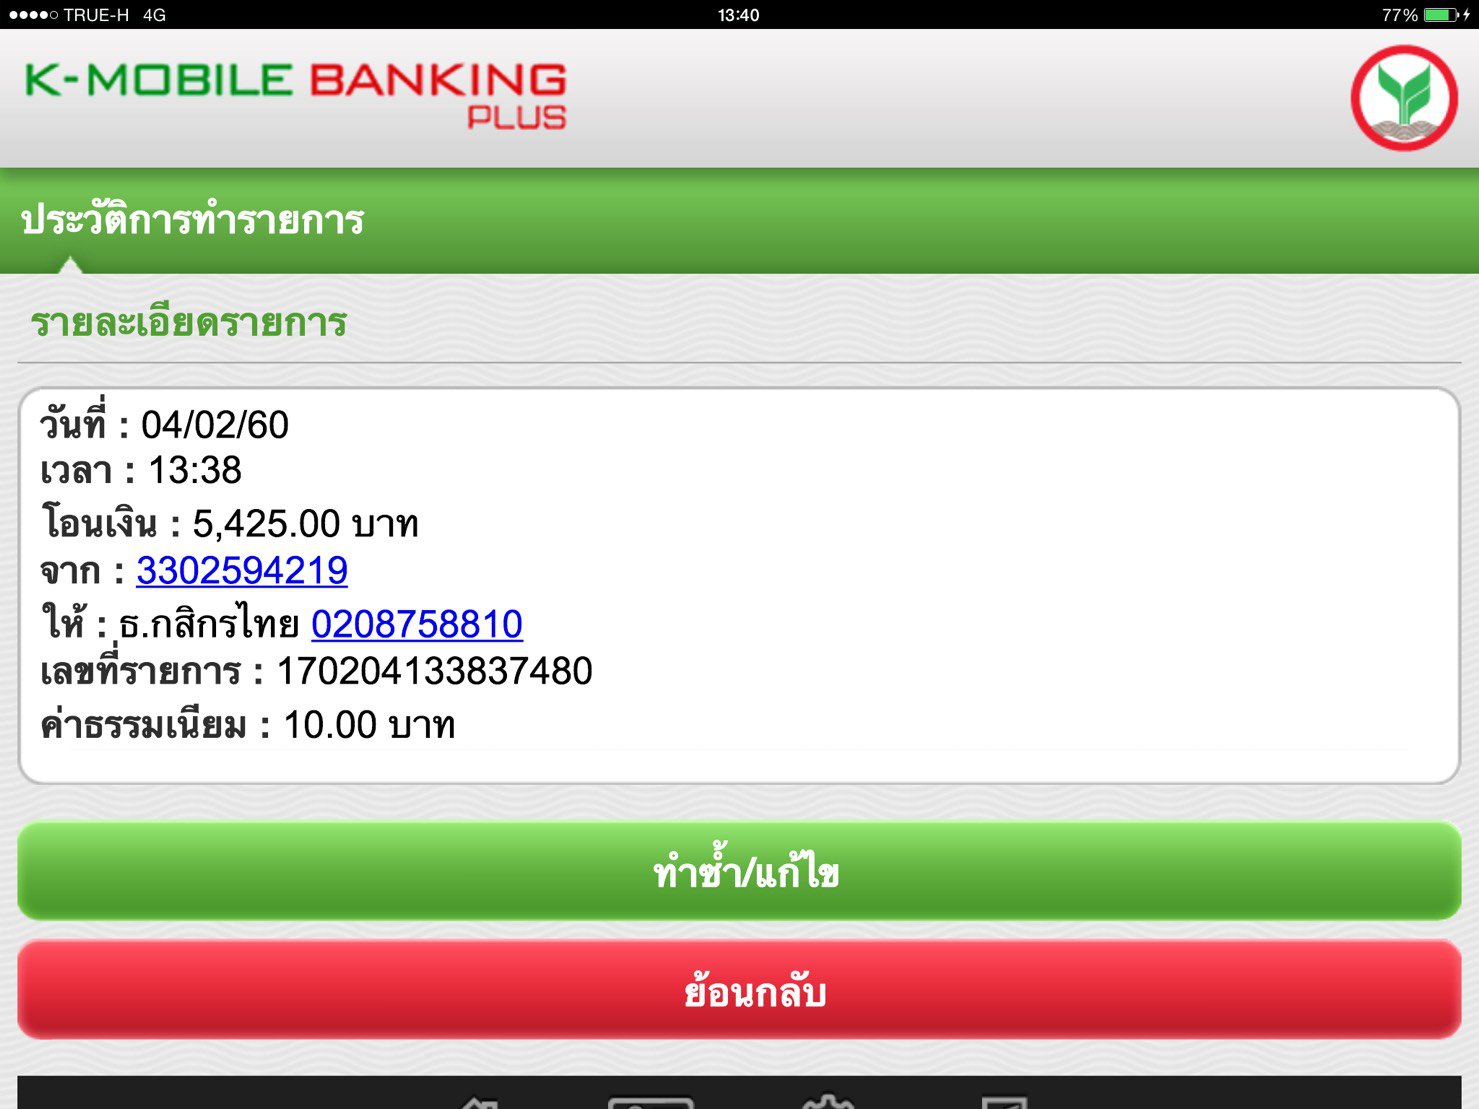 TRUE-H 4G 13:40 77%
K-MOBILE BANKING
PLUS
ประวัติการทำรายการ
รายละเอียดรายการ
วันที่ : 04/02/60
เวลา : 13:38
โอนเงิน : 5,425.00 บาท
จาก : 3302594219
ให้ : ธ.กสิกรไทย 0208758810
เลขที่รายการ : 170204133837480
ค่าธรรมเนียม : 10.00 บาท
ทำซ้ำ/แก้ไข
ย้อนกลับ